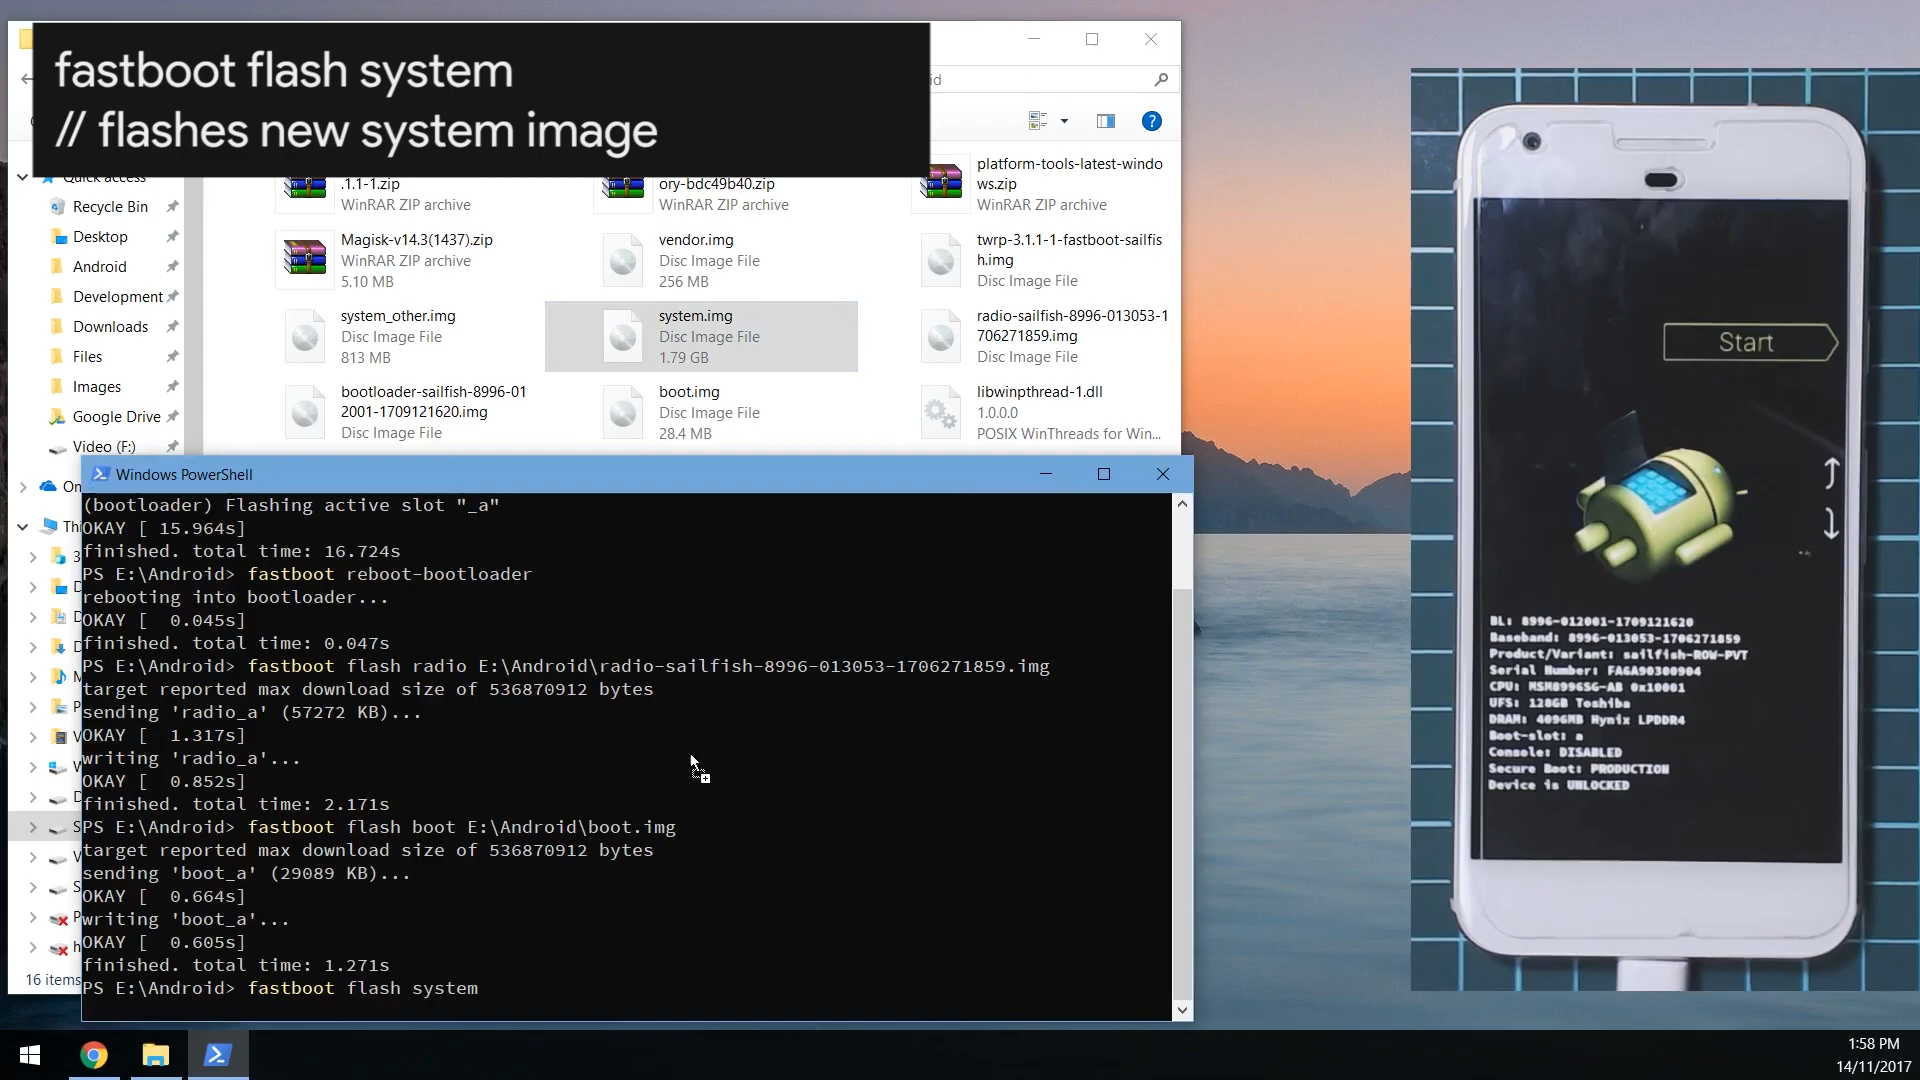 fastboot flash system
// flashes new system image
id
Quick access
Recycle Bin
Desktop
Android
Development
Downloads
Files
Images
Google Drive
Video (F:)
On
Thi
3
D
D
D
M
P
V
W
D
S
V
S
P
h
16 items
.1.1-1.zip
WinRAR ZIP archive
ory-bdc49b40.zip
WinRAR ZIP archive
platform-tools-latest-windo
ws.zip
WinRAR ZIP archive
Magisk-v14.3(1437).zip
WinRAR ZIP archive
5.10 MB
vendor.img
Disc Image File
256 MB
twrp-3.1.1-1-fastboot-sailfis
h.img
Disc Image File
system_other.img
Disc Image File
813 MB
system.img
Disc Image File
1.79 GB
radio-sailfish-8996-013053-1
706271859.img
Disc Image File
bootloader-sailfish-8996-01
2001-1709121620.img
Disc Image File
boot.img
Disc Image File
28.4 MB
libwinpthread-1.dll
1.0.0.0
POSIX WinThreads for Win...
Windows PowerShell
(bootloader) Flashing active slot "_a"
OKAY [ 15.964s]
finished. total time: 16.724s
PS E:\Android> fastboot reboot-bootloader
rebooting into bootloader...
OKAY [  0.045s]
finished. total time: 0.047s
PS E:\Android> fastboot flash radio E:\Android\radio-sailfish-8996-013053-1706271859.img
target reported max download size of 536870912 bytes
sending 'radio_a' (57272 KB)...
OKAY [  1.317s]
writing 'radio_a'...
OKAY [  0.852s]
finished. total time: 2.171s
PS E:\Android> fastboot flash boot E:\Android\boot.img
target reported max download size of 536870912 bytes
sending 'boot_a' (29089 KB)...
OKAY [  0.664s]
writing 'boot_a'...
OKAY [  0.605s]
finished. total time: 1.271s
PS E:\Android> fastboot flash system
Start
BL: 8996-012001-1709121620
Baseband: 8996-013053-1706271859
Product/Variant: sailfish-ROW-PVT
Serial Number: FA6A90300904
CPU: MSM8996SG-AB 0x10001
UFS: 128GB Toshiba
DRAM: 4096MB Hynix LPDDR4
Boot-slot: a
Console: DISABLED
Secure Boot: PRODUCTION
Device is UNLOCKED
1:58 PM
14/11/2017